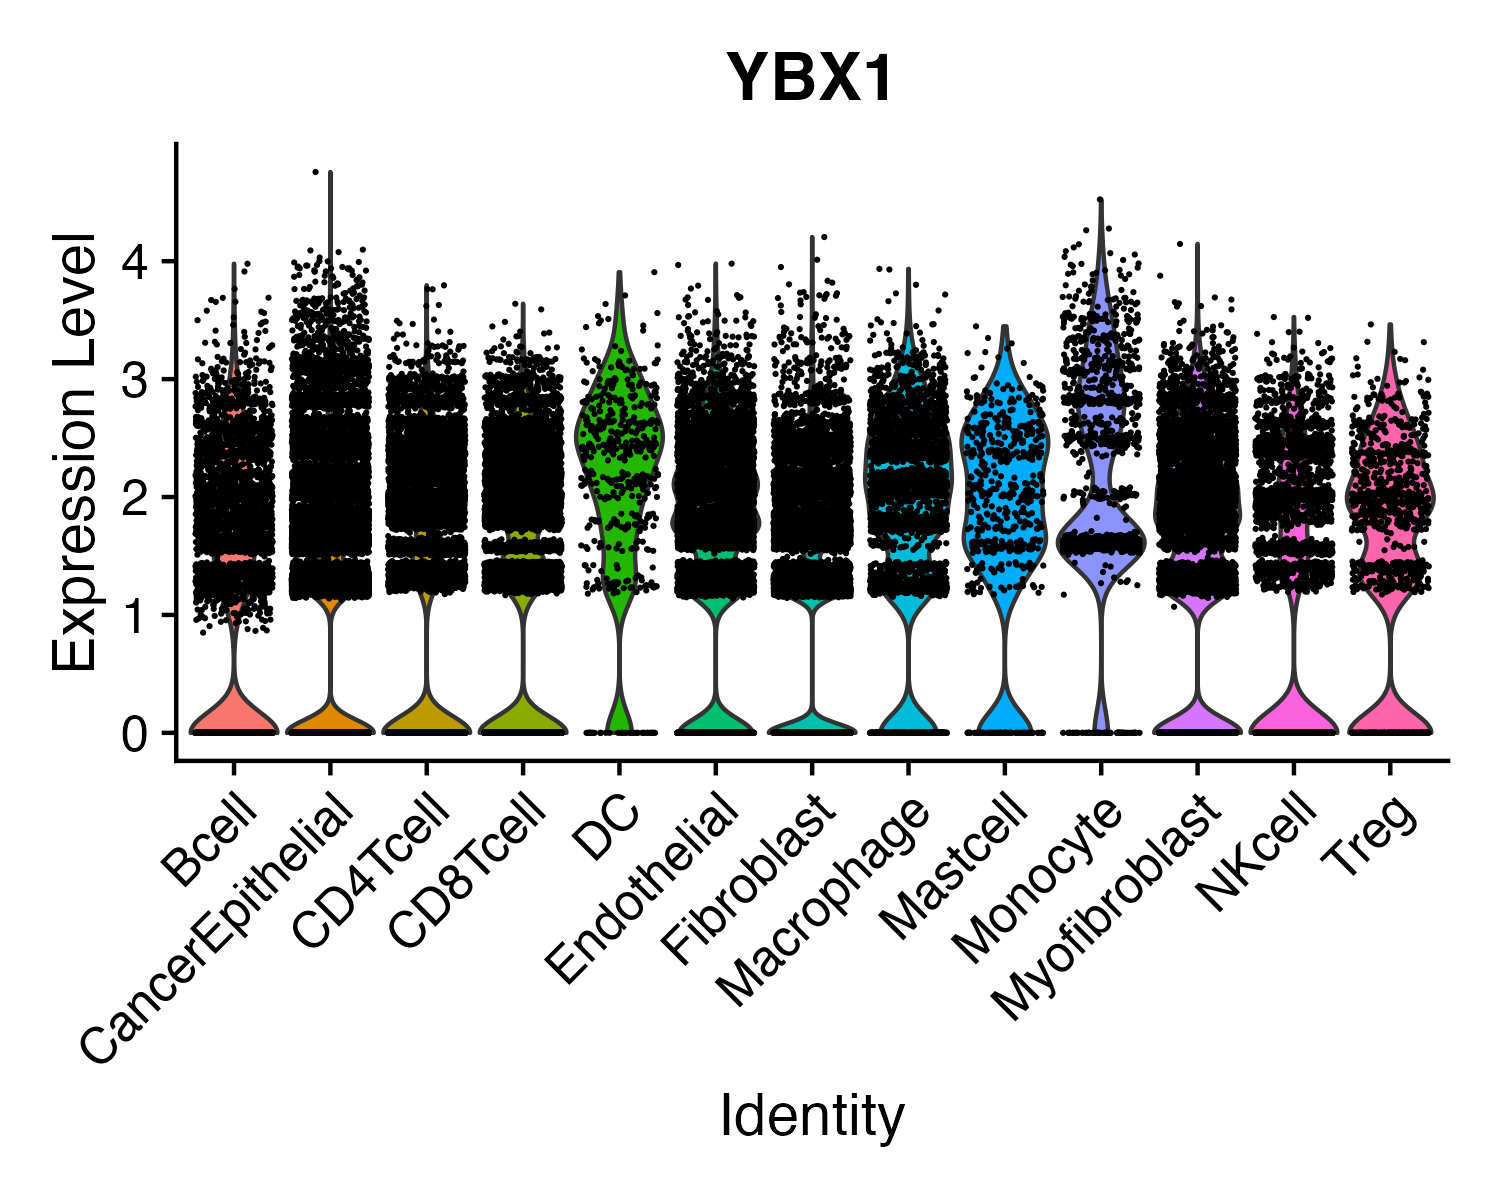 YBX1
Expression Level
4
3
2
1
0
Bcell
CancerEpithelial
CD4Tcell
CD8Tcell
DC
Endothelial
Fibroblast
Macrophage
Mastcell
Monocyte
Myofibroblast
NKcell
Treg
Identity